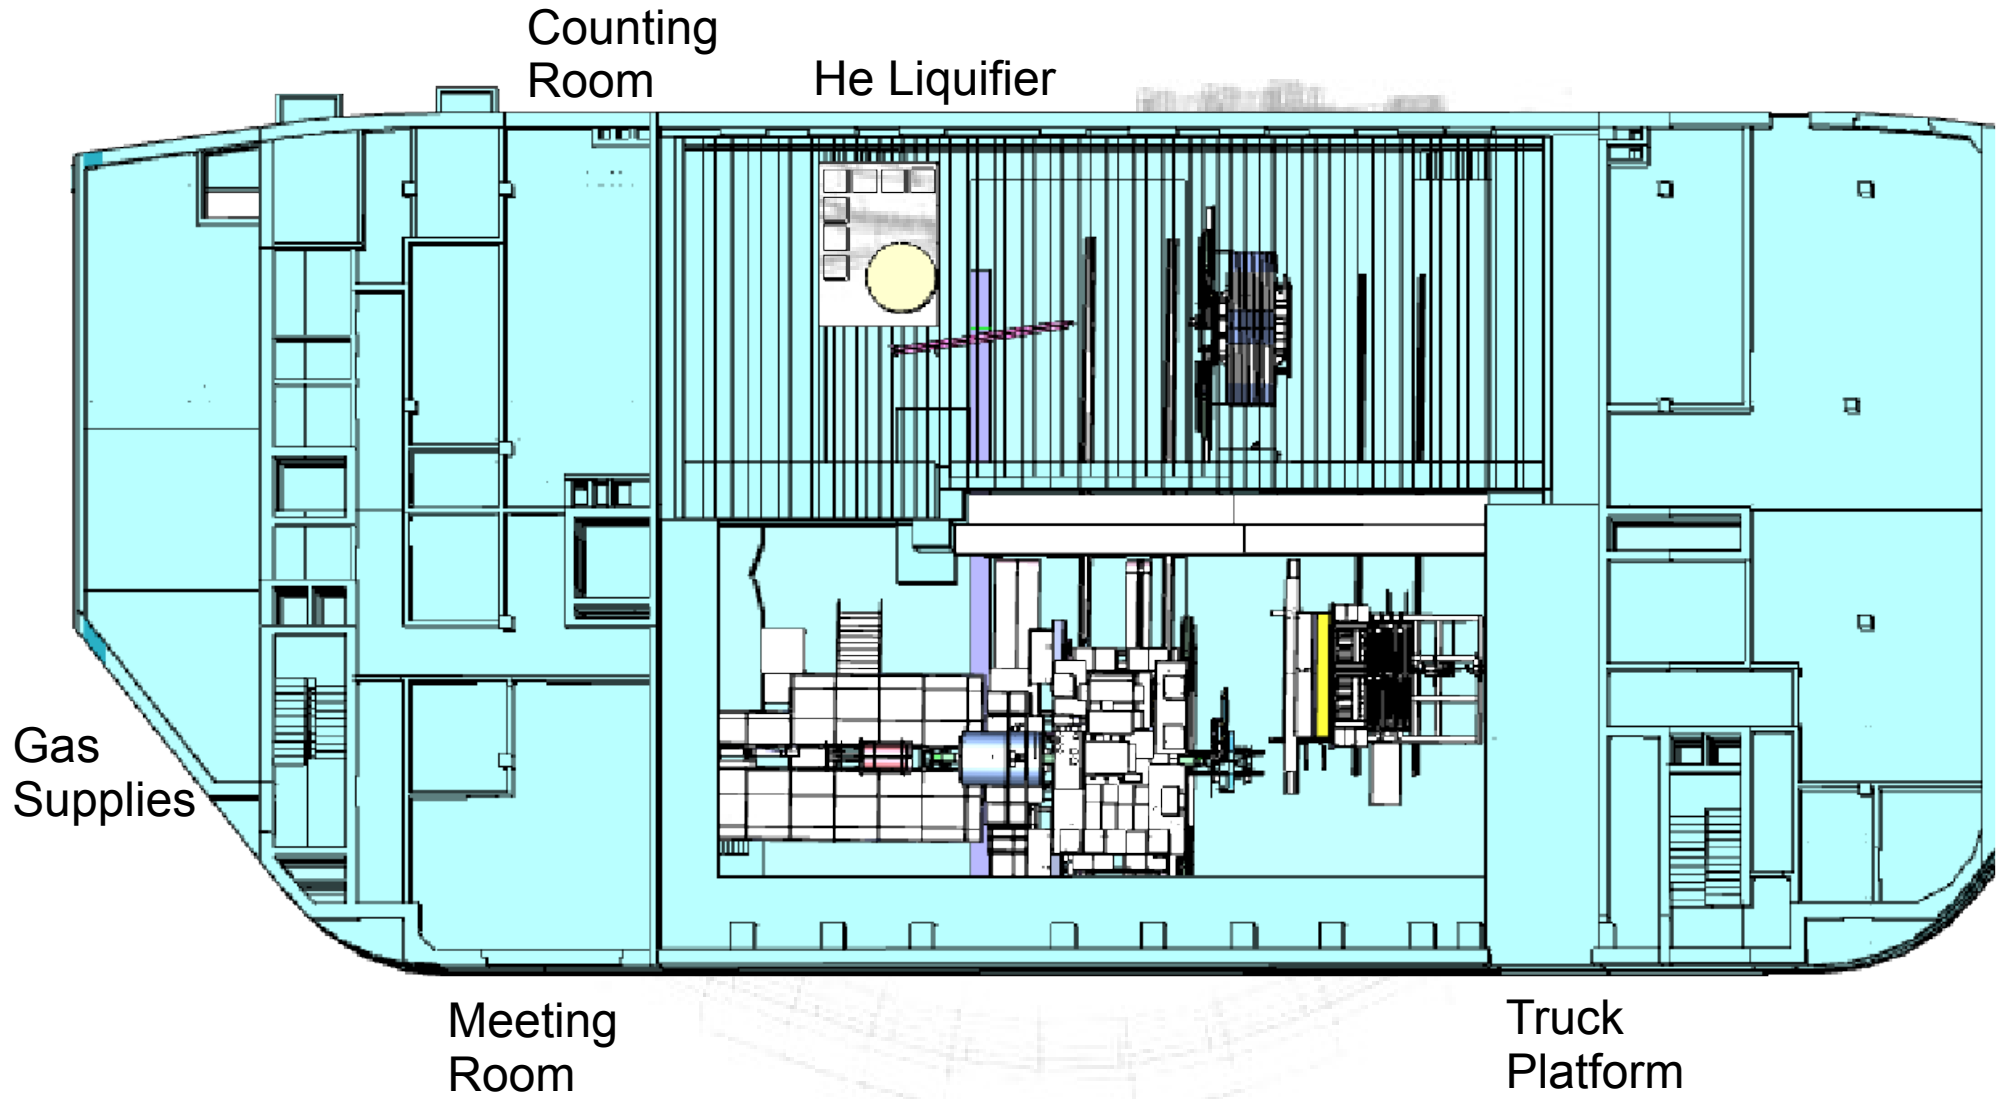 Counting
Room
He Liquifier
Gas
Supplies
Meeting
Room
Truck
Platform